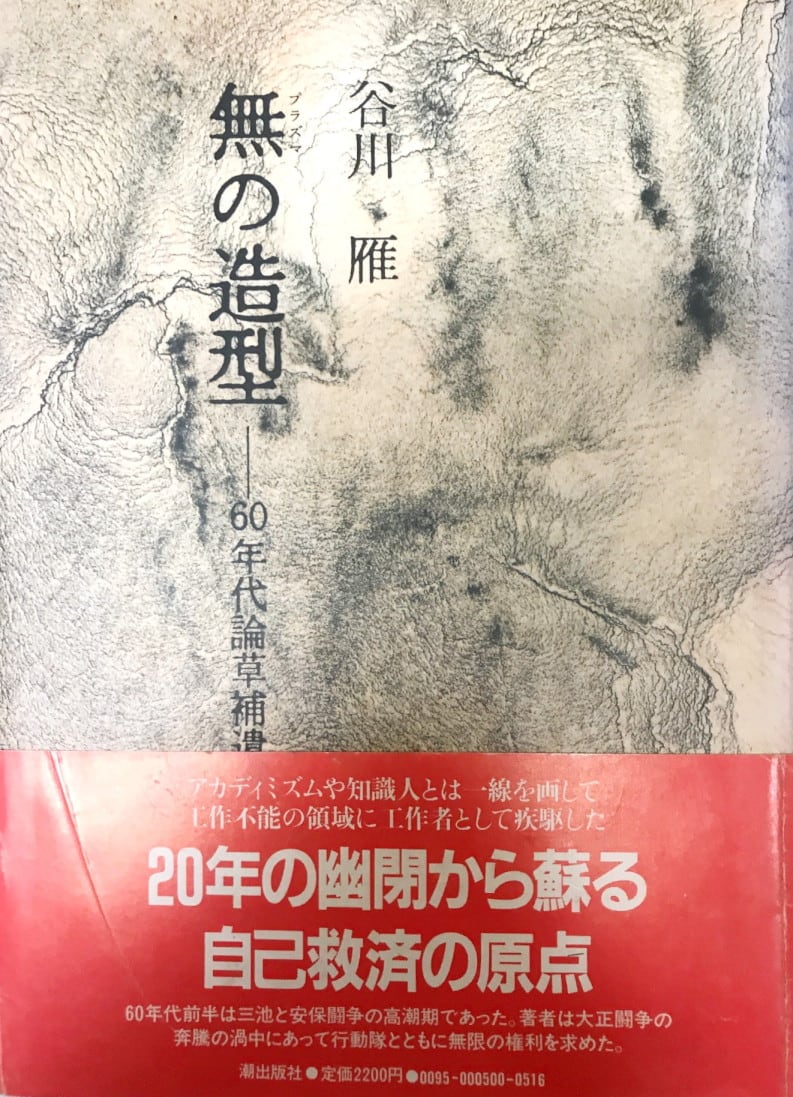 谷川 雁
プラズマ
無の造型
——60年代論草補遺
アカディミズムや知識人とは一線を画して
工作不能の領域に工作者として疾駆した
20年の幽閉から蘇る
自己救済の原点
60年代前半は三池と安保闘争の高潮期であった。著者は大正闘争の
奔騰の渦中にあって行動隊とともに無限の権利を求めた。
潮出版社●定価2200円●0095-000500-0516